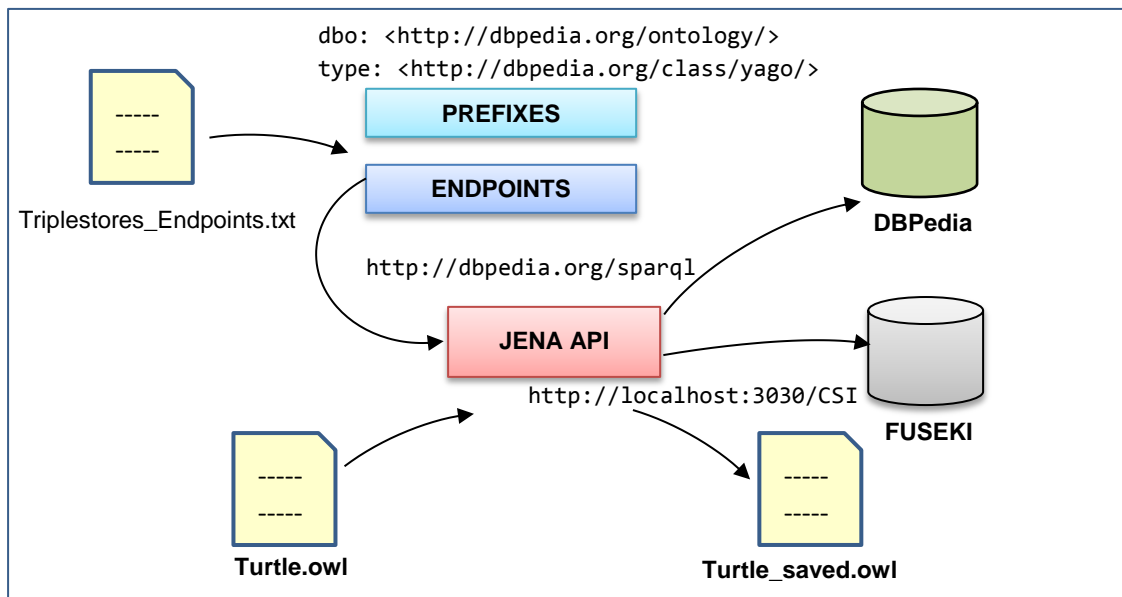 dbo: <http://dbpedia.org/ontology/>
type: <http://dbpedia.org/class/yago/>
PREFIXES
-----
-----
Triplestores_Endpoints.txt
ENDPOINTS
DBPedia
http://dbpedia.org/sparql
JENA API
http://localhost:3030/CSI
FUSEKI
-----
-----
Turtle.owl
-----
-----
Turtle_saved.owl